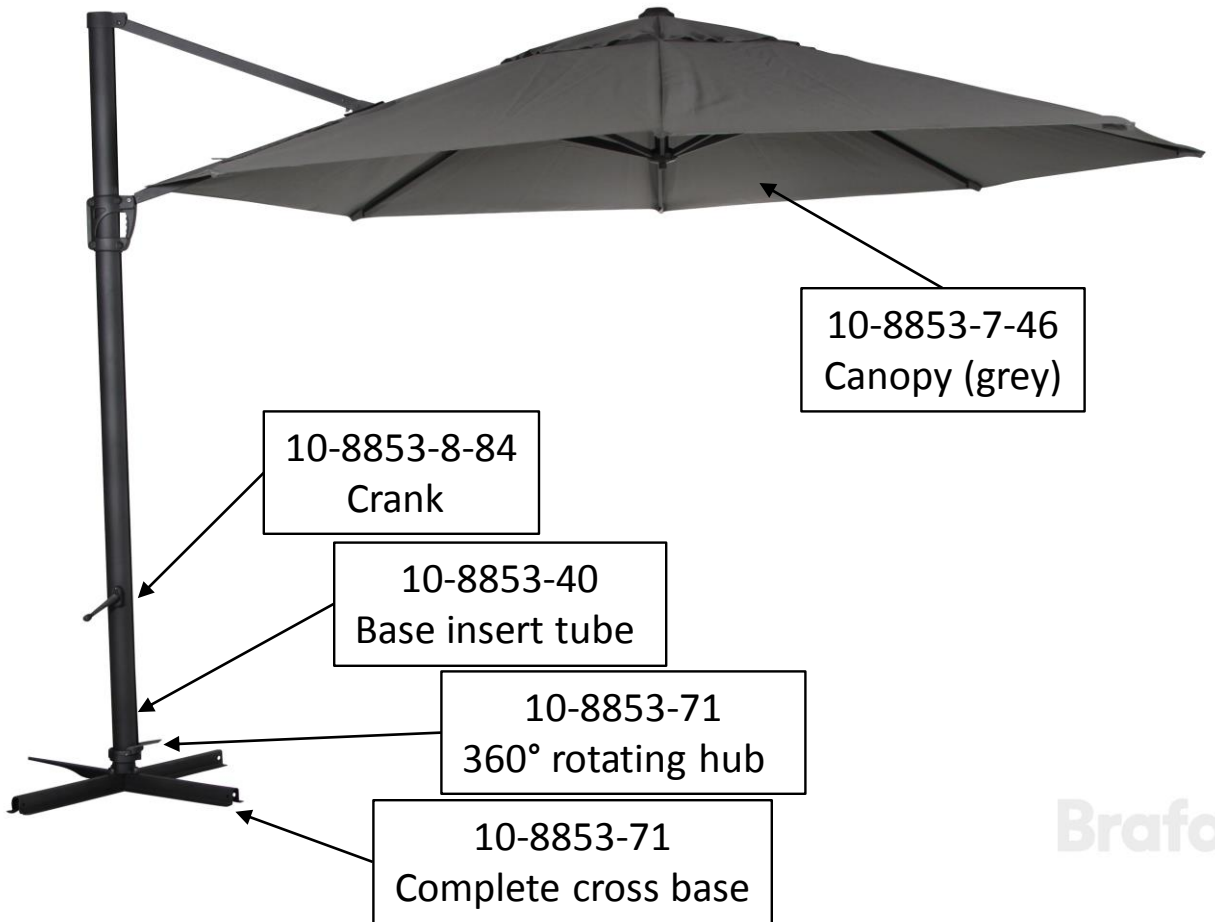 10-8853-7-46
Canopy (grey)
10-8853-8-84
Crank
10-8853-40
Base insert tube
10-8853-71
360° rotating hub
10-8853-71
Complete cross base
Brafa